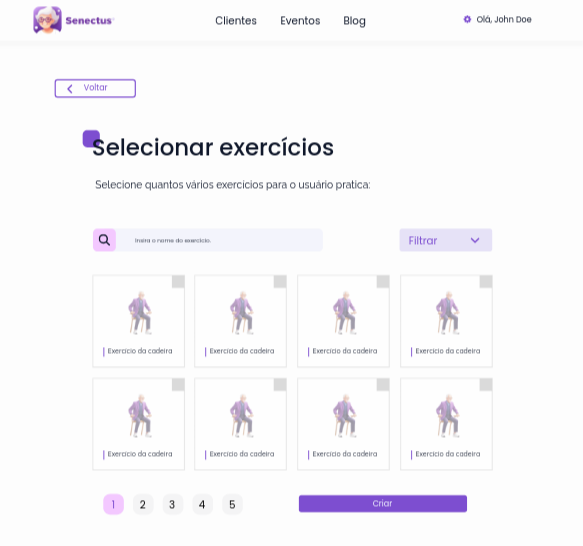 Senectus
Clientes Eventos Blog
Olá, John Doe
Voltar
Selecionar exercícios
Selecione quantos vários exercicios para o usuário pratica:
Insira o nome do exercício.
Filtrar
Exercício da cadeira Exercício da cadeira Exercício da cadeira Exercício da cadeira
Exercício da cadeira Exercício da cadeira Exercício da cadeira Exercício da cadeira
1 2 3 4 5
Criar